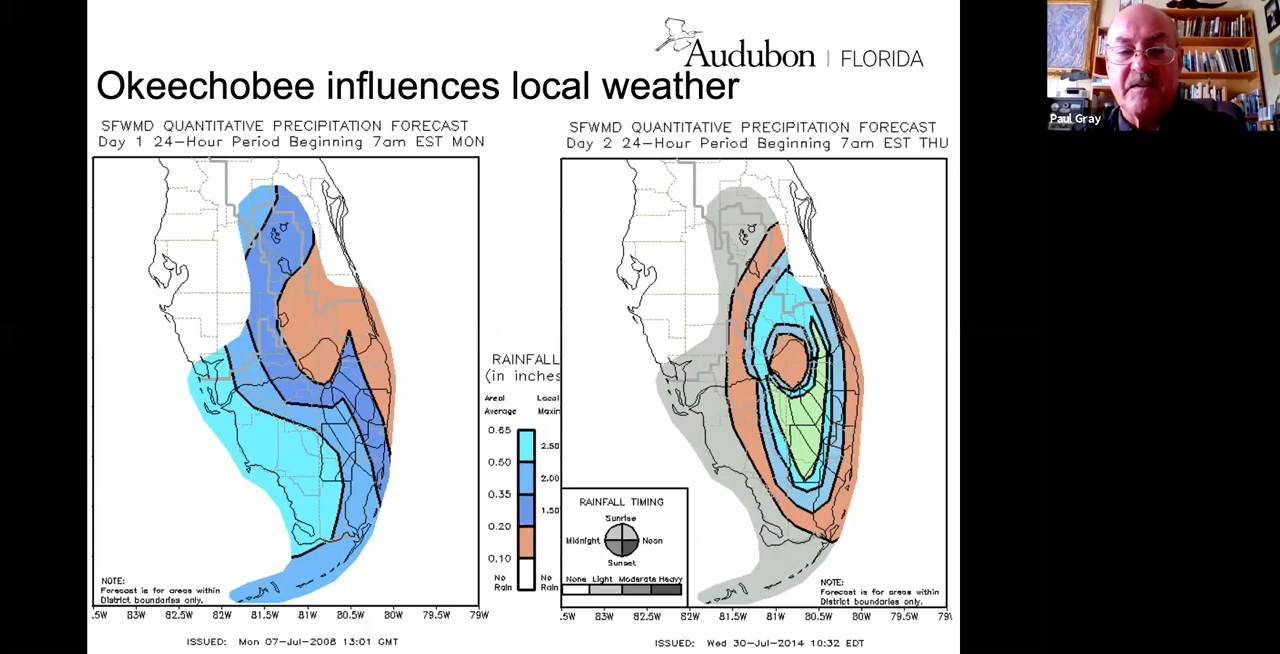 Audubon | FLORIDA
Okeechobee influences local weather
Paul Gray
SFWMD QUANTITATIVE PRECIPITATION FORECAST
Day 1 24-Hour Period Beginning 7am EST MON
SFWMD QUANTITATIVE PRECIPITATION FORECAST
Day 2 24-Hour Period Beginning 7am EST THU
RAINFALL
(in inches
Areal Local
Average Maxin
0.65
2.50
0.50
2.00
0.35
1.50
0.20
0.10
No Rain
No Rain
RAINFALL TIMING
Sunrise
Midnight Noon
Sunset
None Light Moderate Heavy
NOTE:
Forecast is for areas within
District boundaries only.
NOTE:
Forecast is for areas within
District boundaries only.
.5W 83W 82.5W 82W 81.5W 81W 80.5W 80W 79W
.5W 83W 82.5W 82W 81.5W 81W 80.5W 80W 79\
ISSUED: Mon 07-Jul-2008 13:01 GMT
ISSUED: Wed 30-Jul-2014 10:32 EDT